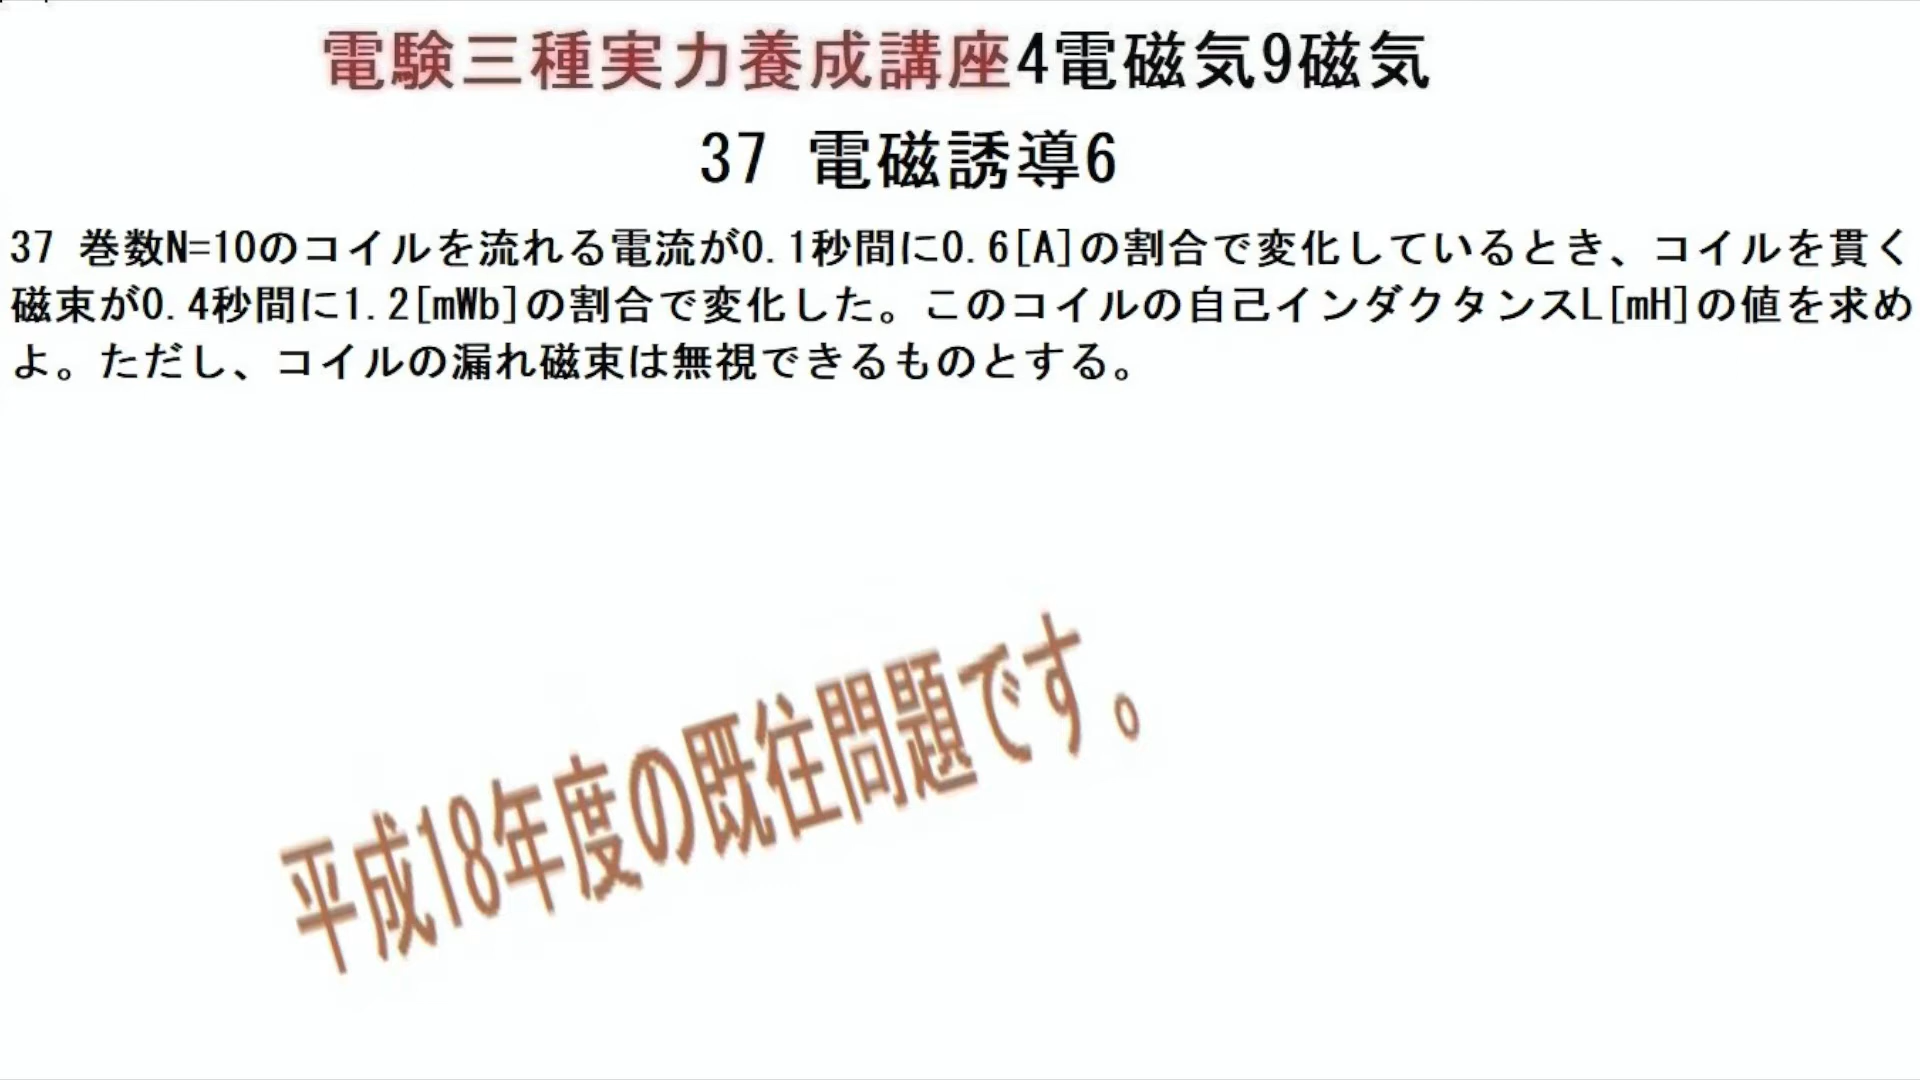 電験三種実力養成講座4電磁気9磁気
37 電磁誘導6
37 巻数N=10のコイルを流れる電流が0.1秒間に0.6[A]の割合で変化しているとき、コイルを貫く
磁束が0.4秒間に1.2[mWb]の割合で変化した。このコイルの自己インダクタンスL[mH]の値を求め
よ。ただし、コイルの漏れ磁束は無視できるものとする。
平成18年度の既往問題です。